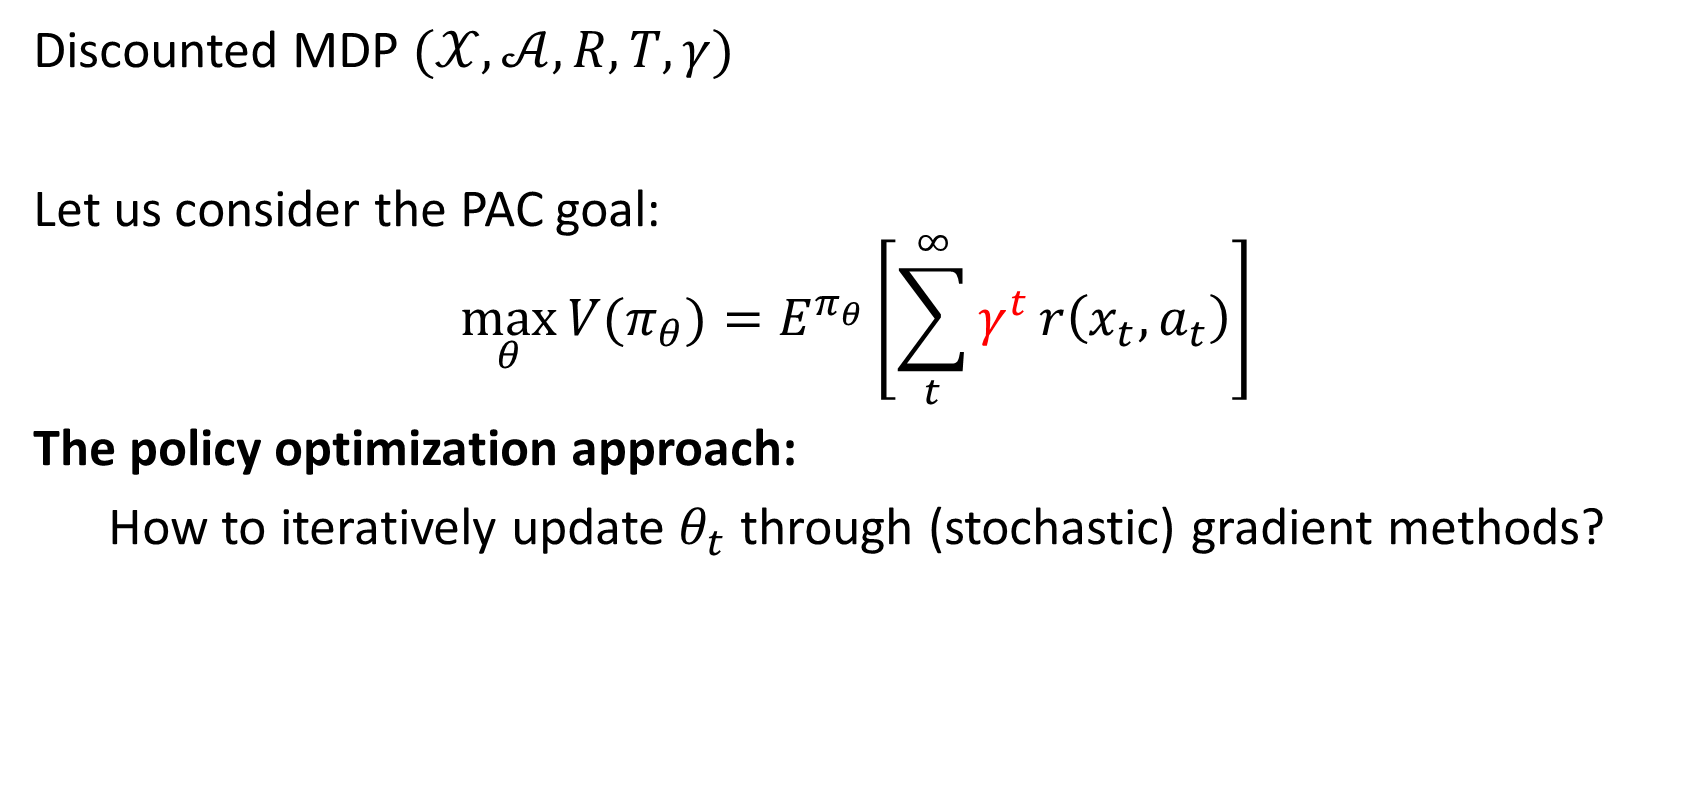 Discounted MDP (𝒳, 𝒜, R, T, γ)
Let us consider the PAC goal:
max_θ V(π_θ) = E^{π_θ} [∑_t^∞ γ^t r(x_t, a_t)]
The policy optimization approach:
How to iteratively update θ_t through (stochastic) gradient methods?